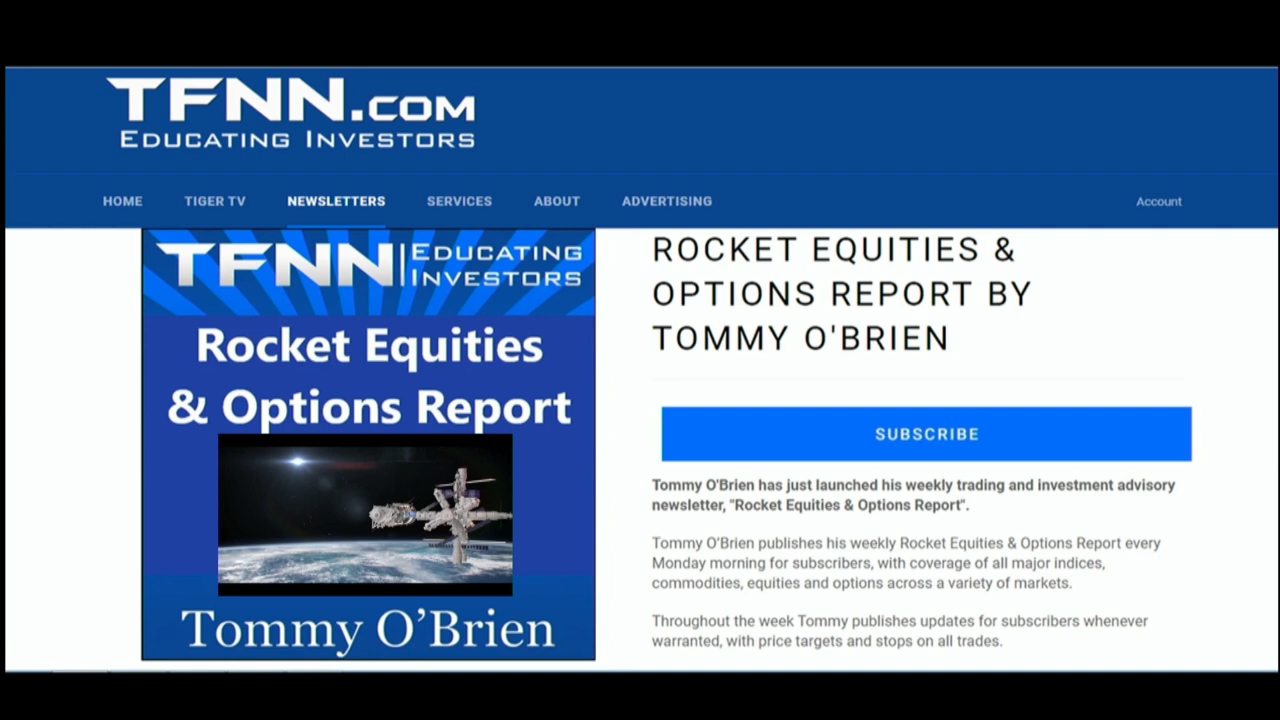 TFNN.COM
EDUCATING INVESTORS
HOME TIGER TV NEWSLETTERS SERVICES ABOUT ADVERTISING Account
TFNN EDUCATING
INVESTORS
Rocket Equities
& Options Report
Tommy O’Brien
ROCKET EQUITIES &
OPTIONS REPORT BY
TOMMY O'BRIEN
SUBSCRIBE
Tommy O'Brien has just launched his weekly trading and investment advisory
newsletter, "Rocket Equities & Options Report".
Tommy O’Brien publishes his weekly Rocket Equities & Options Report every
Monday morning for subscribers, with coverage of all major indices,
commodities, equities and options across a variety of markets.
Throughout the week Tommy publishes updates for subscribers whenever
warranted, with price targets and stops on all trades.